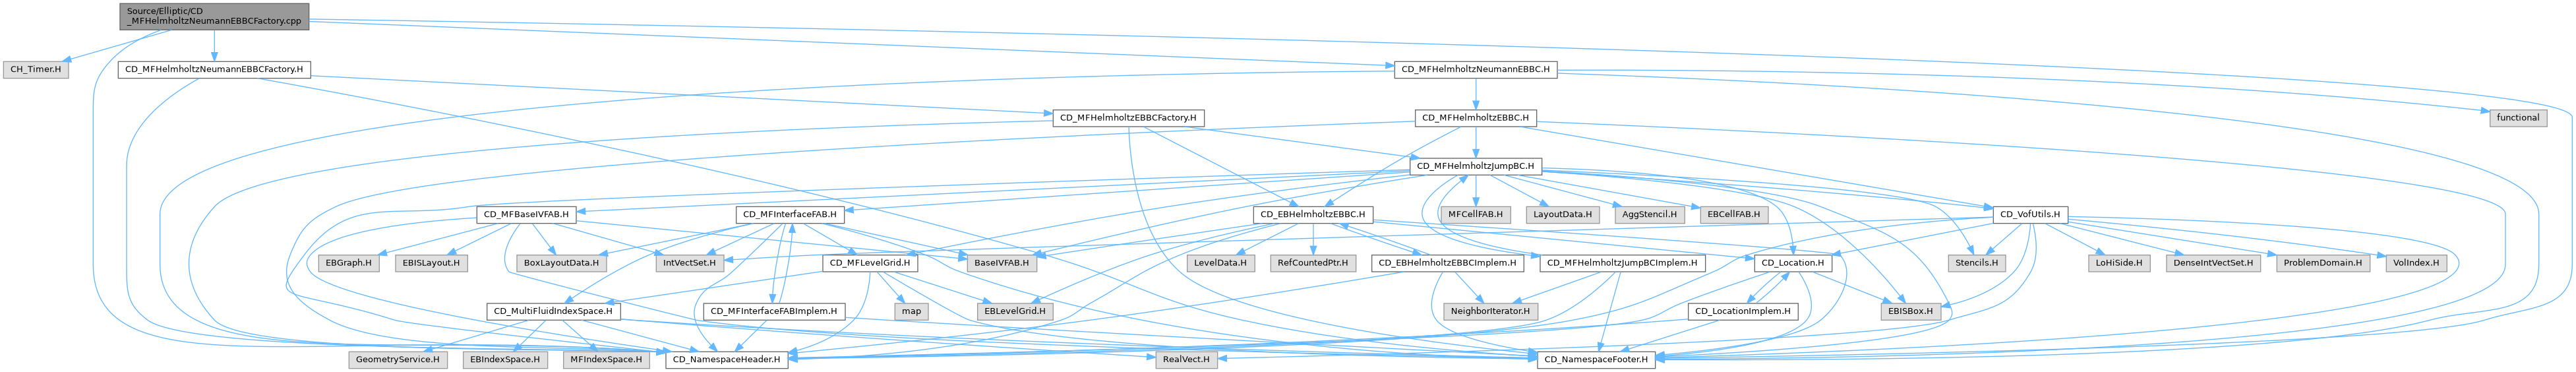 Source/Elliptic/CD
_MFHelmholtzNeumannEBBCFactory.cpp
CH_Timer.H
CD_MFHelmholtzNeumannEBBCFactory.H
CD_MFHelmholtzNeumannEBBC.H
CD_MFHelmholtzEBBCFactory.H
CD_MFHelmholtzEBBC.H
functional
CD_MFHelmholtzJumpBC.H
CD_MFBaseIVFAB.H
CD_MFInterfaceFAB.H
CD_EBHelmholtzEBBC.H
MFCellFAB.H
LayoutData.H
AggStencil.H
EBCellFAB.H
CD_VofUtils.H
EBGraph.H
EBISLayout.H
BoxLayoutData.H
IntVectSet.H
CD_MFLevelGrid.H
BaseIVFAB.H
LevelData.H
RefCountedPtr.H
CD_EBHelmholtzEBBCImplem.H
CD_MFHelmholtzJumpBCImplem.H
CD_Location.H
Stencils.H
LoHiSide.H
DenseIntVectSet.H
ProblemDomain.H
VolIndex.H
CD_MultiFluidIndexSpace.H
CD_MFInterfaceFABImplem.H
map
EBLevelGrid.H
NeighborIterator.H
CD_LocationImplem.H
EBISBox.H
GeometryService.H
EBIndexSpace.H
MFIndexSpace.H
CD_NamespaceHeader.H
RealVect.H
CD_NamespaceFooter.H